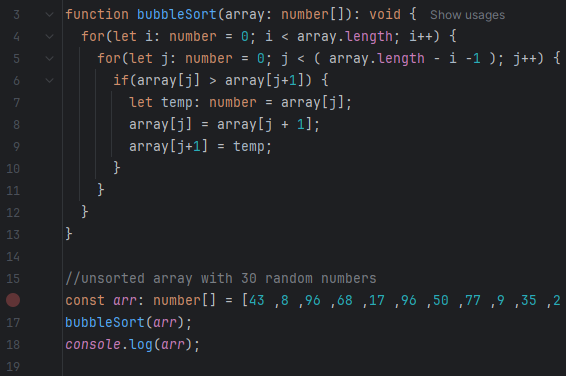 3 function bubbleSort(array: number[]): void { Show usages
4 for(let i: number = 0; i < array.length; i++) {
5 for(let j: number = 0; j < ( array.length - i -1 ); j++) {
6 if(array[j] > array[j+1]) {
7 let temp: number = array[j];
8 array[j] = array[j + 1];
9 array[j+1] = temp;
10 }
11 }
12 }
13 }
14
15 //unsorted array with 30 random numbers
const arr: number[] = [43 ,8 ,96 ,68 ,17 ,96 ,50 ,77 ,9 ,35 ,2
17 bubbleSort(arr);
18 console.log(arr);
19